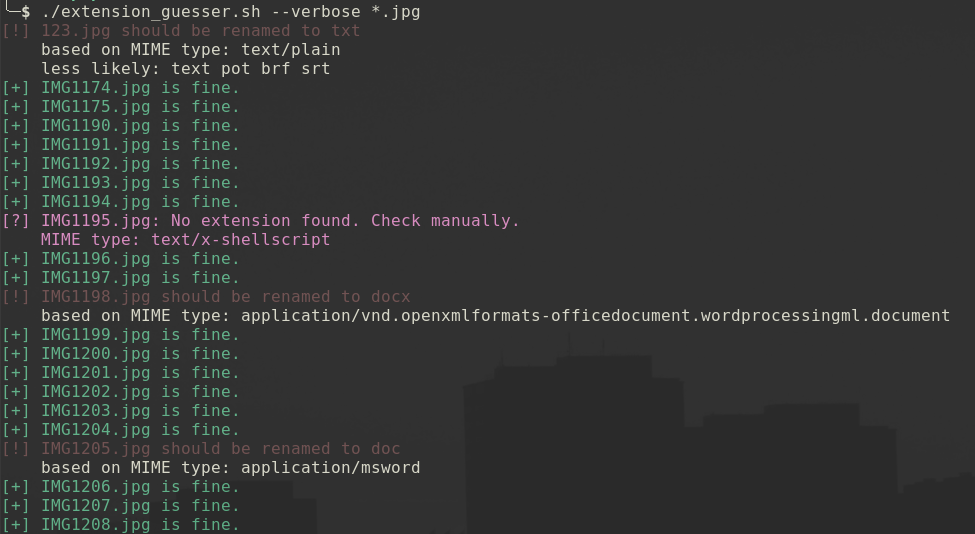 └─$ ./extension_guesser.sh --verbose *.jpg
[!] 123.jpg should be renamed to txt
    based on MIME type: text/plain
    less likely: text pot brf srt
[+] IMG1174.jpg is fine.
[+] IMG1175.jpg is fine.
[+] IMG1190.jpg is fine.
[+] IMG1191.jpg is fine.
[+] IMG1192.jpg is fine.
[+] IMG1193.jpg is fine.
[+] IMG1194.jpg is fine.
[?] IMG1195.jpg: No extension found. Check manually.
    MIME type: text/x-shellscript
[+] IMG1196.jpg is fine.
[+] IMG1197.jpg is fine.
[!] IMG1198.jpg should be renamed to docx
    based on MIME type: application/vnd.openxmlformats-officedocument.wordprocessingml.document
[+] IMG1199.jpg is fine.
[+] IMG1200.jpg is fine.
[+] IMG1201.jpg is fine.
[+] IMG1202.jpg is fine.
[+] IMG1203.jpg is fine.
[+] IMG1204.jpg is fine.
[!] IMG1205.jpg should be renamed to doc
    based on MIME type: application/msword
[+] IMG1206.jpg is fine.
[+] IMG1207.jpg is fine.
[+] IMG1208.jpg is fine.